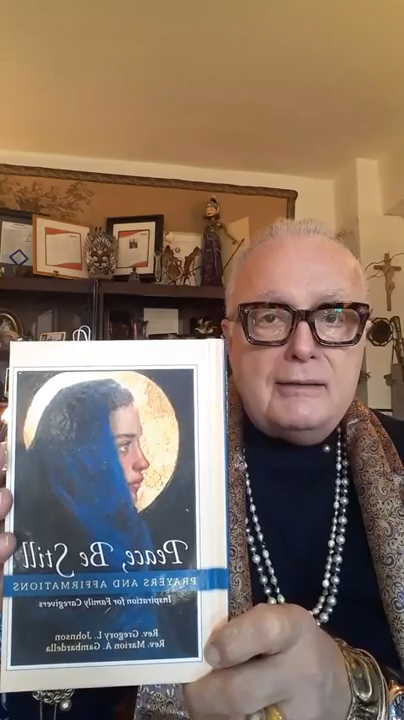 Peace, Be Still
PRAYERS AND AFFIRMATIONS
Inspiration for Family Caregivers
Rev. Gregory L. Johnson
Rev. Marion A. Gambardella